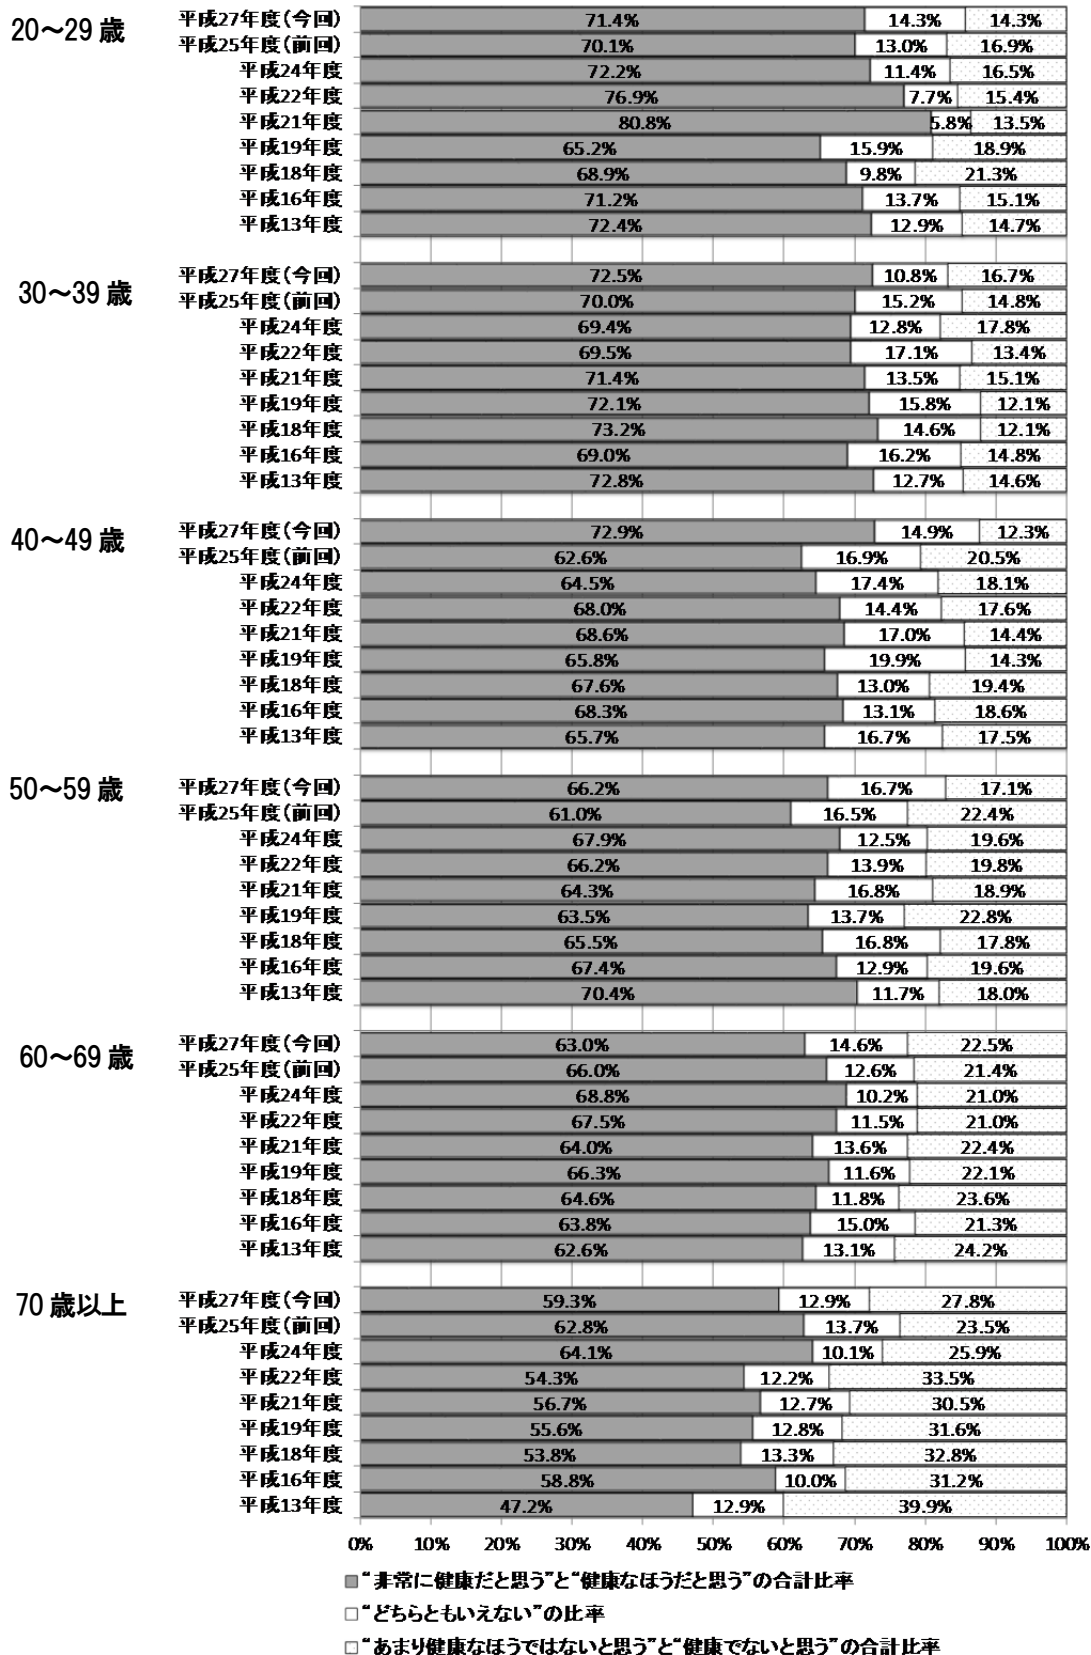 20～29 歳
平成27年度(今回) 71.4% 14.3% 14.3%
平成25年度(前回) 70.1% 13.0% 16.9%
平成24年度 72.2% 11.4% 16.5%
平成22年度 76.9% 7.7% 15.4%
平成21年度 80.8% 5.8% 13.5%
平成19年度 65.2% 15.9% 18.9%
平成18年度 68.9% 9.8% 21.3%
平成16年度 71.2% 13.7% 15.1%
平成13年度 72.4% 12.9% 14.7%
30～39 歳
平成27年度(今回) 72.5% 10.8% 16.7%
平成25年度(前回) 70.0% 15.2% 14.8%
平成24年度 69.4% 12.8% 17.8%
平成22年度 69.5% 17.1% 13.4%
平成21年度 71.4% 13.5% 15.1%
平成19年度 72.1% 15.8% 12.1%
平成18年度 73.2% 14.6% 12.1%
平成16年度 69.0% 16.2% 14.8%
平成13年度 72.8% 12.7% 14.6%
40～49 歳
平成27年度(今回) 72.9% 14.9% 12.3%
平成25年度(前回) 62.6% 16.9% 20.5%
平成24年度 64.5% 17.4% 18.1%
平成22年度 68.0% 14.4% 17.6%
平成21年度 68.6% 17.0% 14.4%
平成19年度 65.8% 19.9% 14.3%
平成18年度 67.6% 13.0% 19.4%
平成16年度 68.3% 13.1% 18.6%
平成13年度 65.7% 16.7% 17.5%
50～59 歳
平成27年度(今回) 66.2% 16.7% 17.1%
平成25年度(前回) 61.0% 16.5% 22.4%
平成24年度 67.9% 12.5% 19.6%
平成22年度 66.2% 13.9% 19.8%
平成21年度 64.3% 16.8% 18.9%
平成19年度 63.5% 13.7% 22.8%
平成18年度 65.5% 16.8% 17.8%
平成16年度 67.4% 12.9% 19.6%
平成13年度 70.4% 11.7% 18.0%
60～69 歳
平成27年度(今回) 63.0% 14.6% 22.5%
平成25年度(前回) 66.0% 12.6% 21.4%
平成24年度 68.8% 10.2% 21.0%
平成22年度 67.5% 11.5% 21.0%
平成21年度 64.0% 13.6% 22.4%
平成19年度 66.3% 11.6% 22.1%
平成18年度 64.6% 11.8% 23.6%
平成16年度 63.8% 15.0% 21.3%
平成13年度 62.6% 13.1% 24.2%
70 歳以上
平成27年度(今回) 59.3% 12.9% 27.8%
平成25年度(前回) 62.8% 13.7% 23.5%
平成24年度 64.1% 10.1% 25.9%
平成22年度 54.3% 12.2% 33.5%
平成21年度 56.7% 12.7% 30.5%
平成19年度 55.6% 12.8% 31.6%
平成18年度 53.8% 13.3% 32.8%
平成16年度 58.8% 10.0% 31.2%
平成13年度 47.2% 12.9% 39.9%
0% 10% 20% 30% 40% 50% 60% 70% 80% 90% 100%
“非常に健康だと思う”と“健康なほうだと思う”の合計比率
“どちらともいえない”の比率
“あまり健康なほうではないと思う”と“健康でないと思う”の合計比率